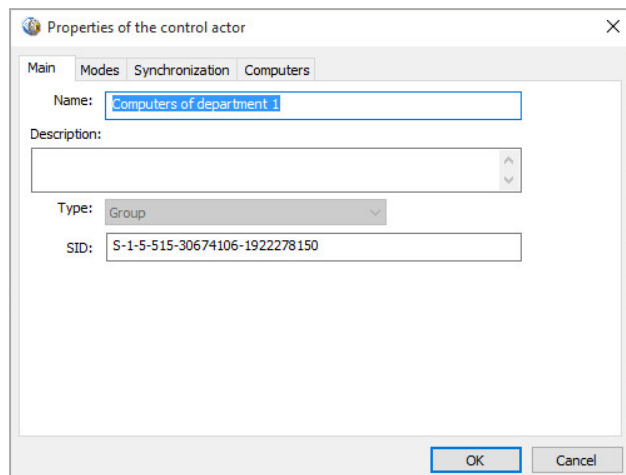 Properties of the control actor
Main Modes Synchronization Computers
Name: Computers of department 1
Description:
Type: Group
SID: S-1-5-515-30674106-1922278150
OK Cancel